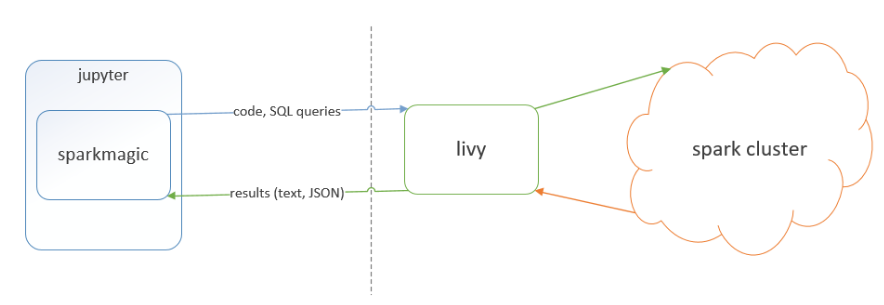 jupyter
sparkmagic
code, SQL queries
results (text, JSON)
livy
spark cluster